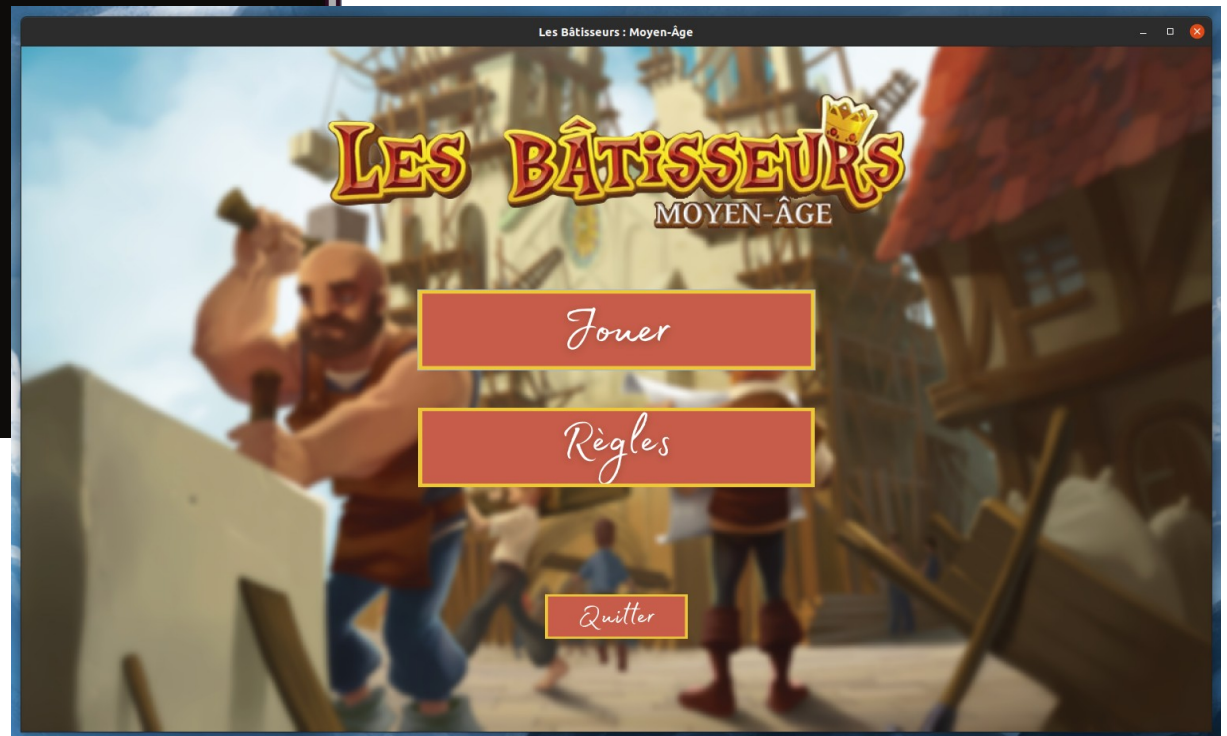 Les Bâtisseurs : Moyen-Âge
LES BÂTiSSEURS
MOYEN-ÂGE
Jouer
Règles
Quitter